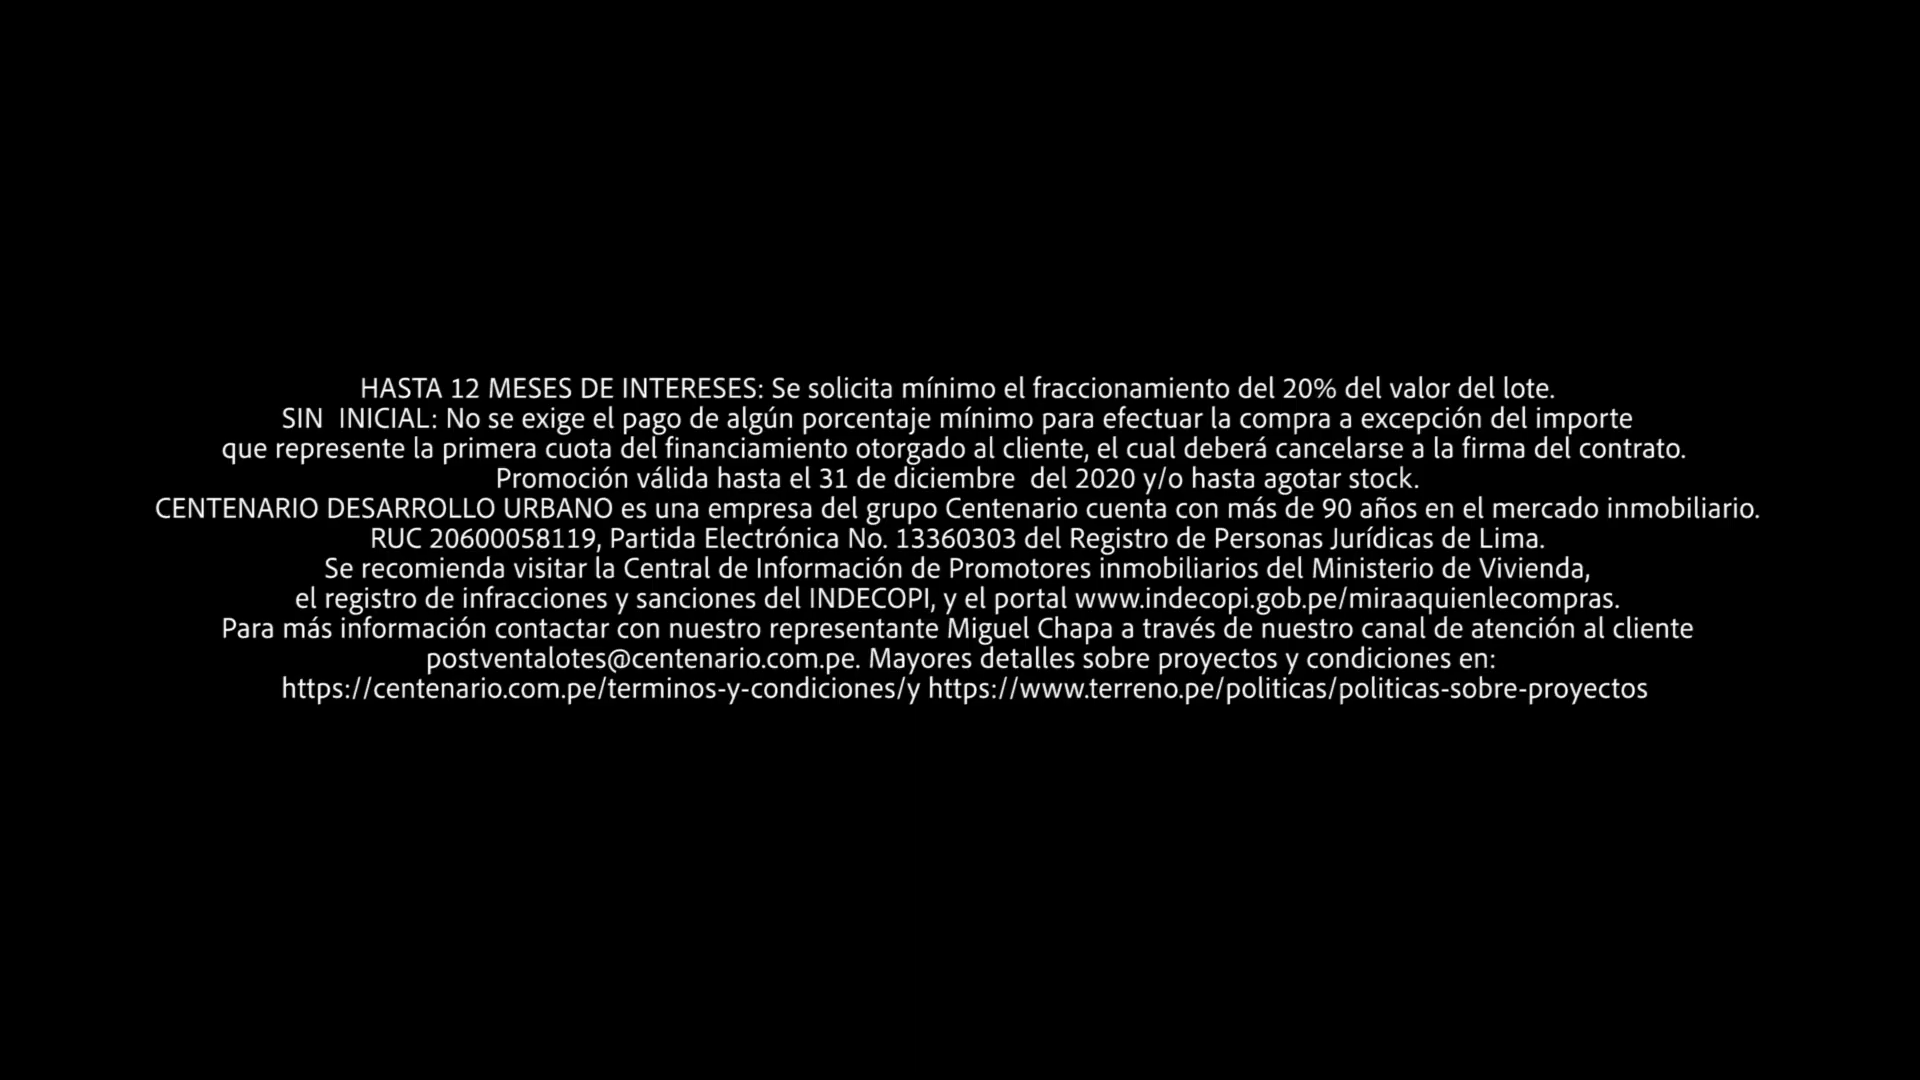 HASTA 12 MESES DE INTERESES: Se solicita mínimo el fraccionamiento del 20% del valor del lote.
SIN  INICIAL: No se exige el pago de algún porcentaje mínimo para efectuar la compra a excepción del importe
que represente la primera cuota del financiamiento otorgado al cliente, el cual deberá cancelarse a la firma del contrato.
Promoción válida hasta el 31 de diciembre  del 2020 y/o hasta agotar stock.
CENTENARIO DESARROLLO URBANO es una empresa del grupo Centenario cuenta con más de 90 años en el mercado inmobiliario.
RUC 20600058119, Partida Electrónica No. 13360303 del Registro de Personas Jurídicas de Lima.
Se recomienda visitar la Central de Información de Promotores inmobiliarios del Ministerio de Vivienda,
el registro de infracciones y sanciones del INDECOPI, y el portal www.indecopi.gob.pe/miraaquienlecompras.
Para más información contactar con nuestro representante Miguel Chapa a través de nuestro canal de atención al cliente
postventalotes@centenario.com.pe. Mayores detalles sobre proyectos y condiciones en:
https://centenario.com.pe/terminos-y-condiciones/y https://www.terreno.pe/politicas/politicas-sobre-proyectos